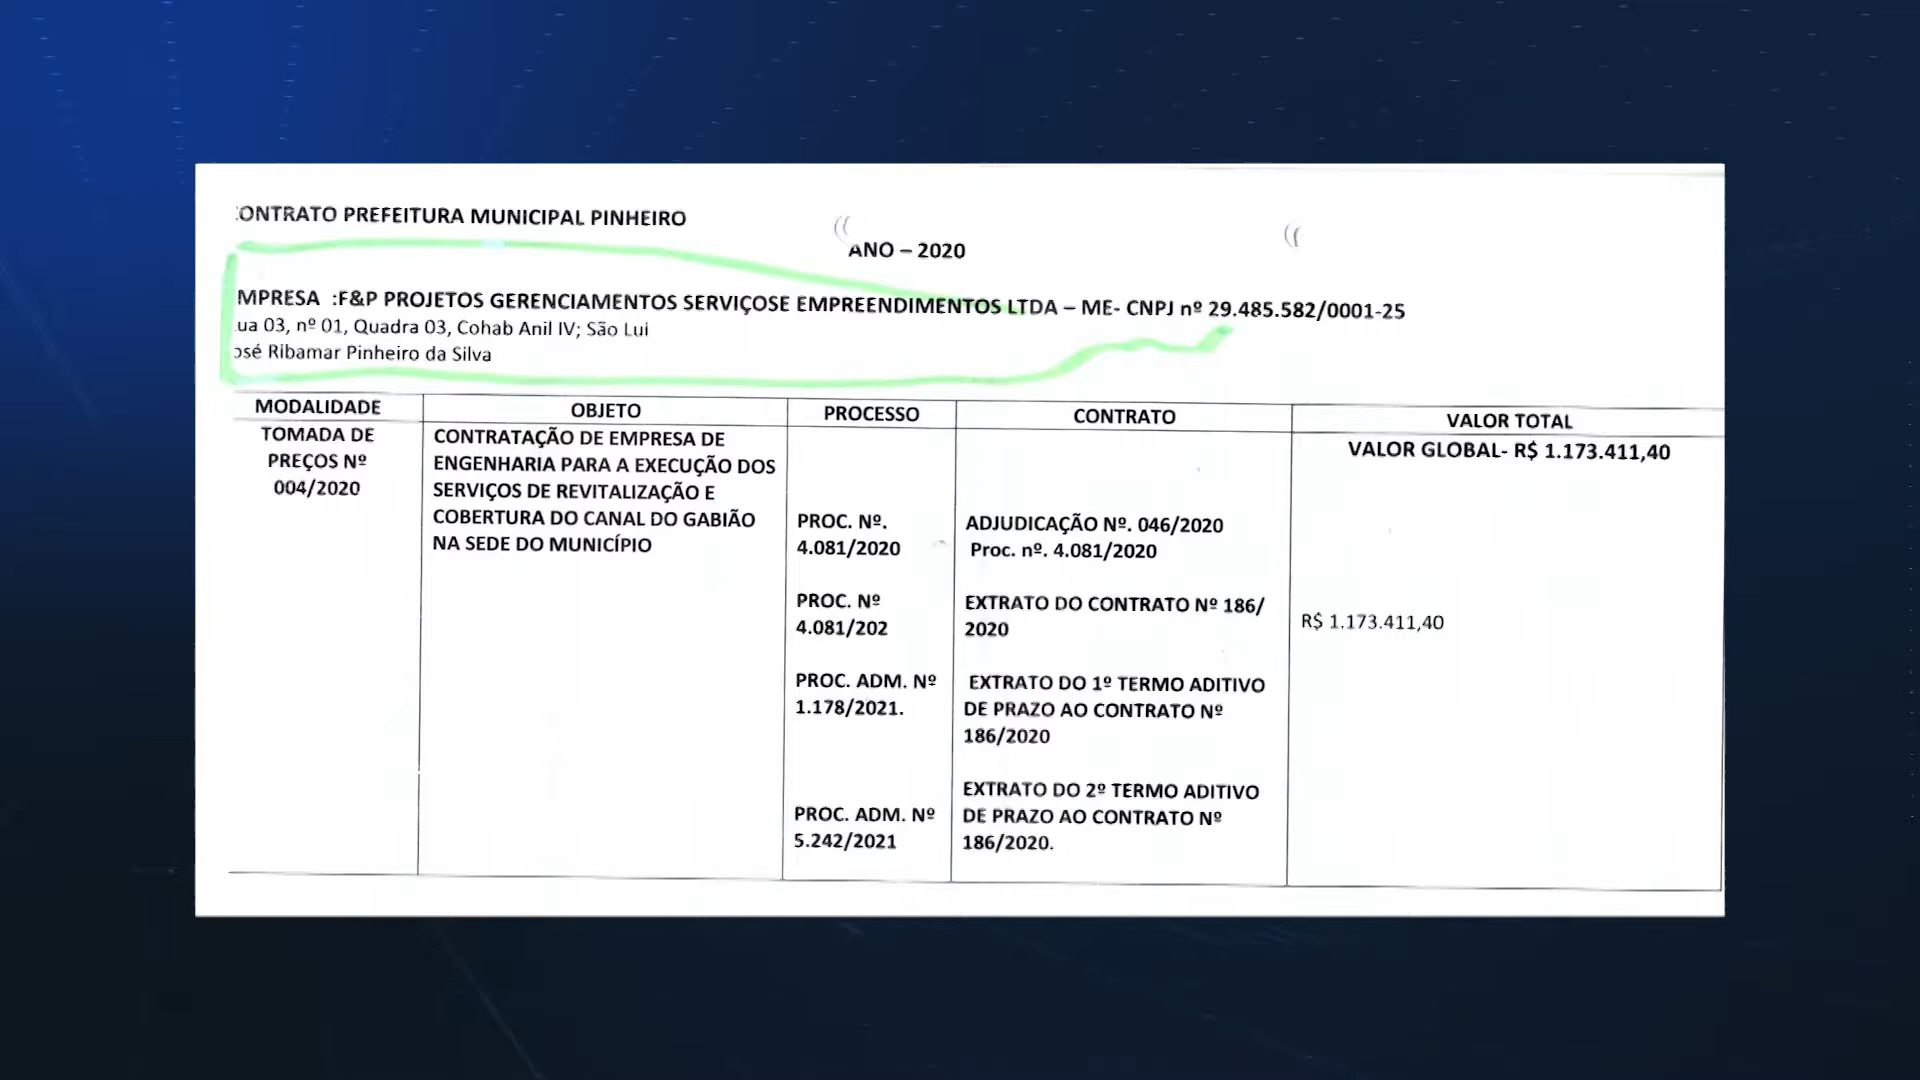 ONTRATO PREFEITURA MUNICIPAL PINHEIRO
ANO – 2020
MPRESA :F&P PROJETOS GERENCIAMENTOS SERVIÇOSE EMPREENDIMENTOS LTDA – ME- CNPJ nº 29.485.582/0001-25
ua 03, nº 01, Quadra 03, Cohab Anil IV; São Lui
osé Ribamar Pinheiro da Silva
MODALIDADE OBJETO PROCESSO CONTRATO VALOR TOTAL
TOMADA DE
PREÇOS Nº
004/2020
CONTRATAÇÃO DE EMPRESA DE
ENGENHARIA PARA A EXECUÇÃO DOS
SERVIÇOS DE REVITALIZAÇÃO E
COBERTURA DO CANAL DO GABIÃO
NA SEDE DO MUNICÍPIO
PROC. Nº.
4.081/2020
PROC. Nº
4.081/202
PROC. ADM. Nº
1.178/2021.
PROC. ADM. Nº
5.242/2021
ADJUDICAÇÃO Nº. 046/2020
Proc. nº. 4.081/2020
EXTRATO DO CONTRATO Nº 186/
2020
EXTRATO DO 1º TERMO ADITIVO
DE PRAZO AO CONTRATO Nº
186/2020
EXTRATO DO 2º TERMO ADITIVO
DE PRAZO AO CONTRATO Nº
186/2020.
VALOR GLOBAL- R$ 1.173.411,40
R$ 1.173.411,40